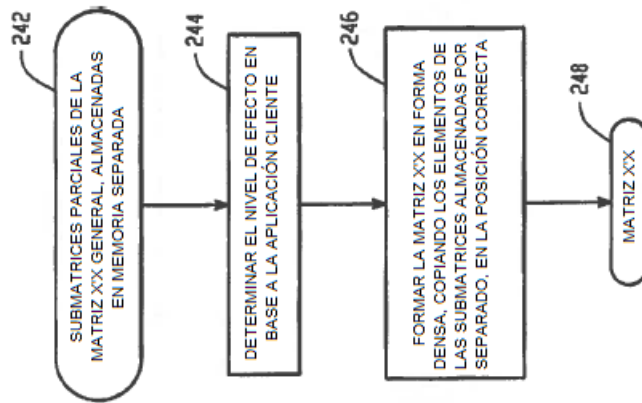 242
SUBMATRICES PARCIALES DE LA
MATRIZ X'X GENERAL, ALMACENADAS
EN MEMORIA SEPARADA
244
DETERMINAR EL NIVEL DE EFECTO EN
BASE A LA APLICACIÓN CLIENTE
246
FORMAR LA MATRIZ X'X EN FORMA
DENSA, COPIANDO LOS ELEMENTOS DE
LAS SUBMATRICES ALMACENADAS POR
SEPARADO, EN LA POSICIÓN CORRECTA
248
MATRIZ X'X